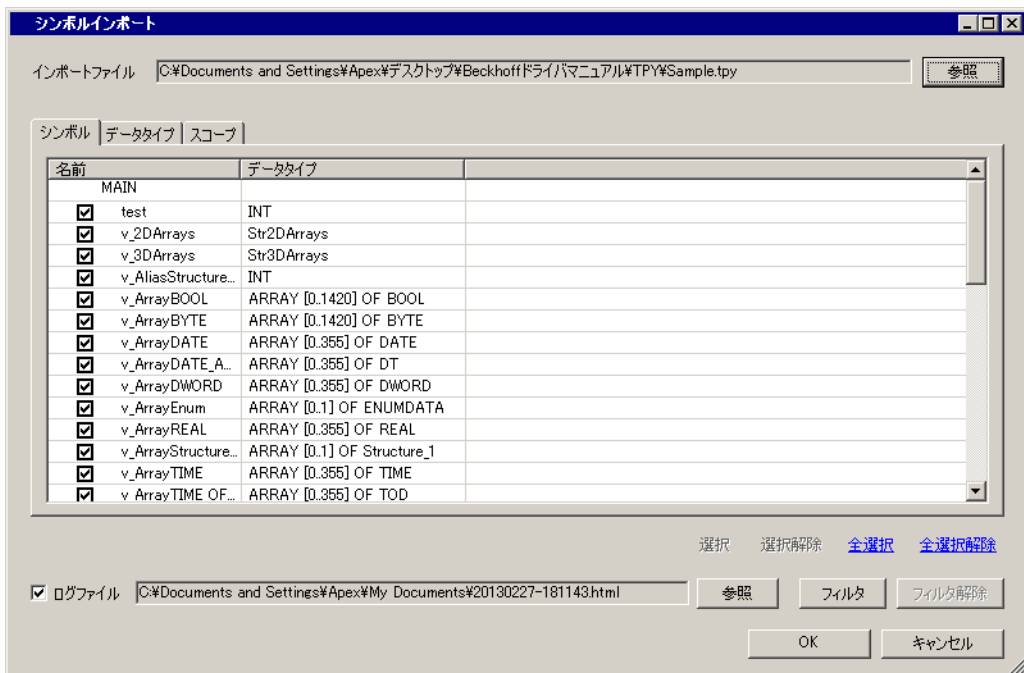 シンボルインポート
インポートファイル C:¥Documents and Settings¥Apex¥デスクトップ¥Beckhoffドライバマニュアル¥TPY¥Sample.tpy 参照
シンボル データタイプ スコープ
名前 データタイプ
MAIN
test INT
v_2DArrays Str2DArrays
v_3DArrays Str3DArrays
v_AliasStructure... INT
v_ArrayBOOL ARRAY [0..1420] OF BOOL
v_ArrayBYTE ARRAY [0..1420] OF BYTE
v_ArrayDATE ARRAY [0..355] OF DATE
v_ArrayDATE_A... ARRAY [0..355] OF DT
v_ArrayDWORD ARRAY [0..355] OF DWORD
v_ArrayEnum ARRAY [0..1] OF ENUMDATA
v_ArrayREAL ARRAY [0..355] OF REAL
v_ArrayStructure... ARRAY [0..1] OF Structure_1
v_ArrayTIME ARRAY [0..355] OF TIME
v_ArrayTIME_OF... ARRAY [0..355] OF TOD
選択 選択解除 全選択 全選択解除
ログファイル C:¥Documents and Settings¥Apex¥My Documents¥20130227-181143.html 参照 フィルタ フィルタ解除
OK キャンセル